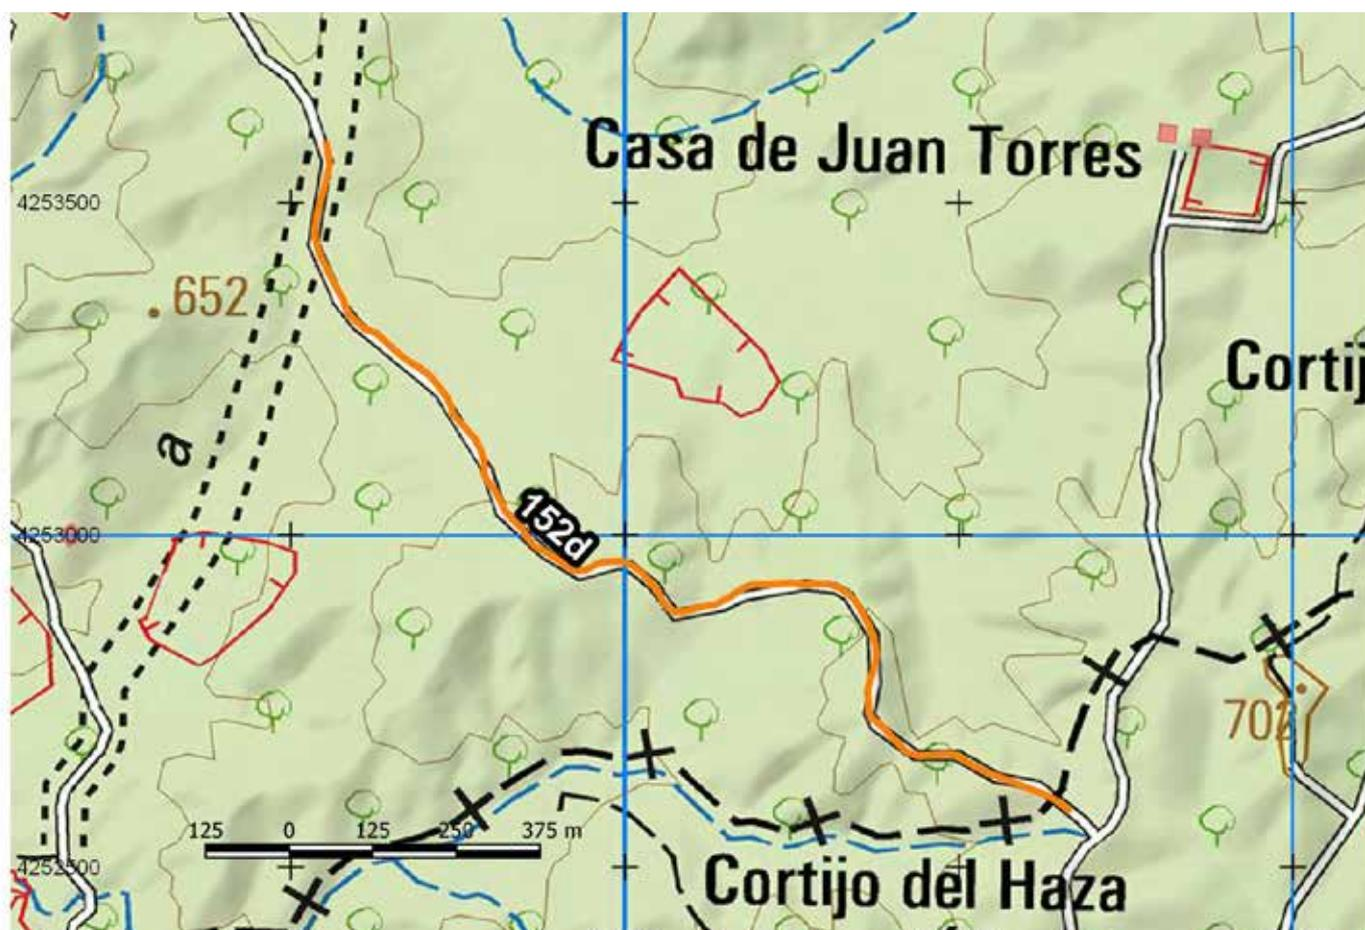 Casa de Juan Torres
4253500
652
Cortij
a
152d
4253000
702
125 0 125 250 375 m
4252500
Cortijo del Haza